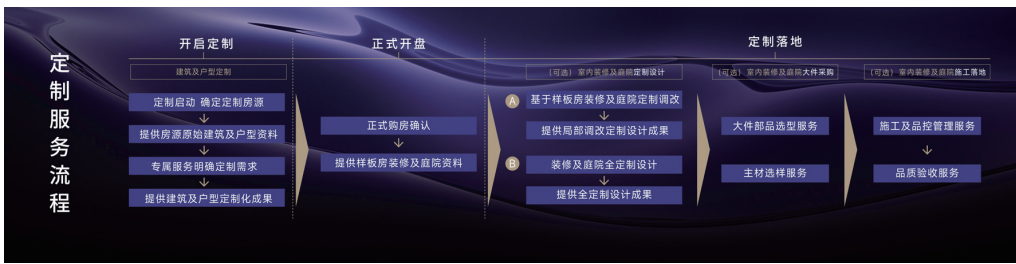 定制服务流程
开启定制
建筑及户型定制
定制启动 确定定制房源
提供房源原始建筑及户型资料
专属服务明确定制需求
提供建筑及户型定制化成果
正式开盘
正式购房确认
提供样板房装修及庭院资料
定制落地
(可选) 室内装修及庭院定制设计
A
基于样板房装修及庭院定制调改
提供局部调改定制设计成果
B
装修及庭院全定制设计
提供全定制设计成果
(可选) 室内装修及庭院大件采购
大件部品选型服务
主材选样服务
(可选) 室内装修及庭院施工落地
施工及品控管理服务
品质验收服务